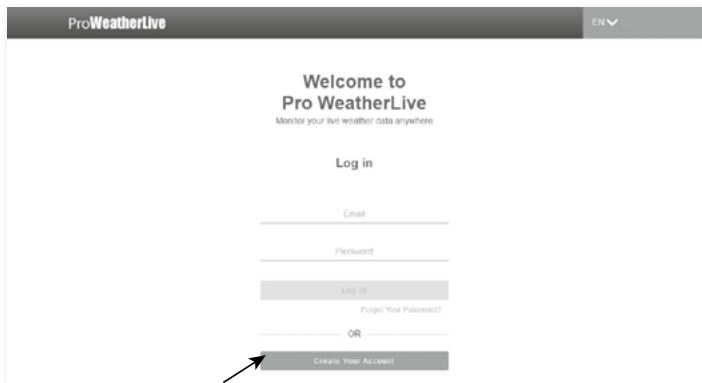 ProWeatherLive
EN
Welcome to
Pro WeatherLive
Monitor your live weather data anywhere
Log in
Email
Password
Log in
Forgot Your Password?
OR
Create Your Account